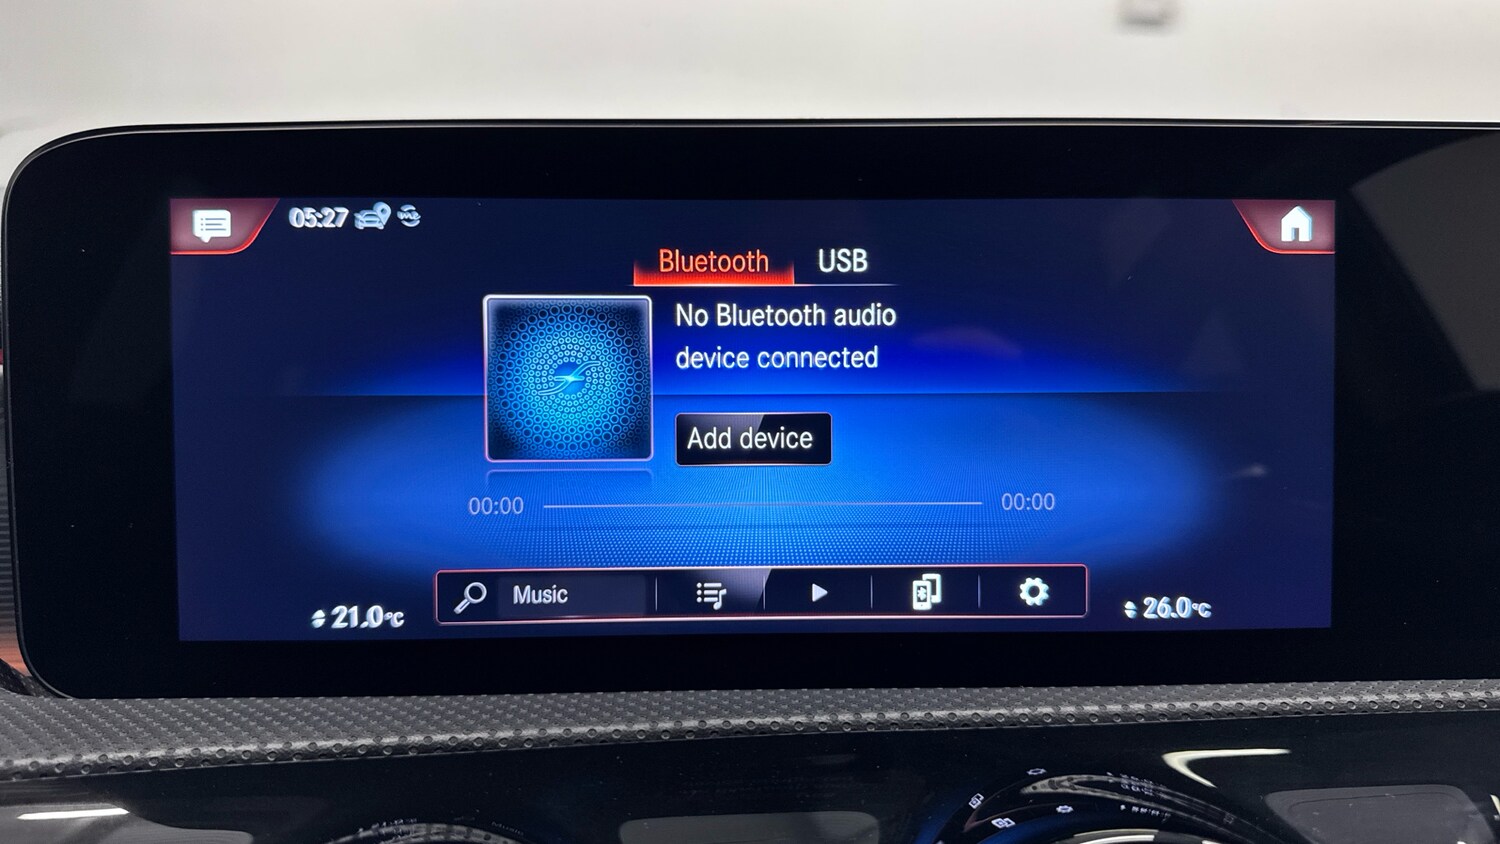 05:27
Bluetooth USB
No Bluetooth audio
device connected
Add device
00:00 00:00
Music
21.0°C 26.0°C